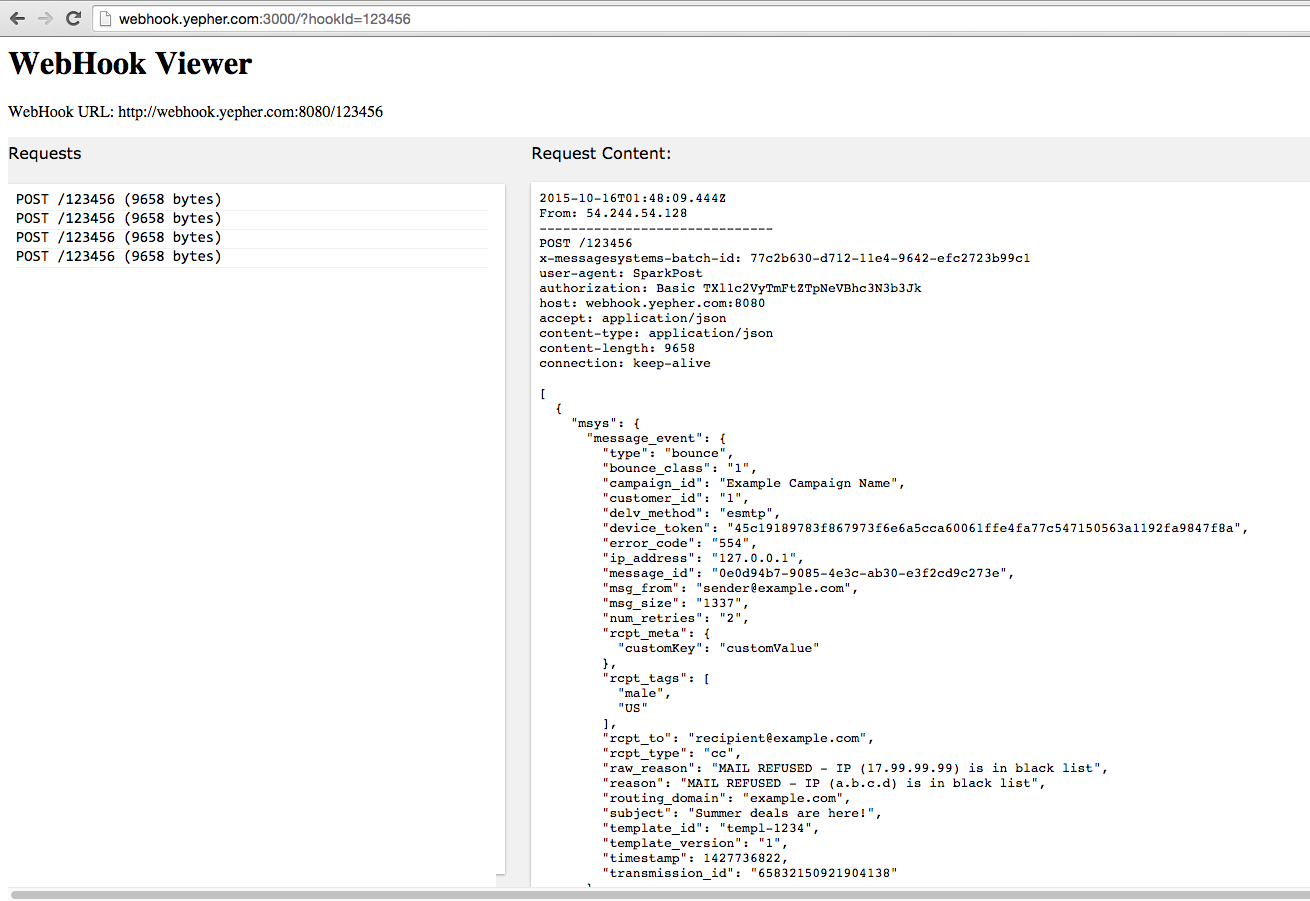 webhook.yepher.com:3000/?hookId=123456
WebHook Viewer
WebHook URL: http://webhook.yepher.com:8080/123456
Requests
POST /123456 (9658 bytes)
POST /123456 (9658 bytes)
POST /123456 (9658 bytes)
POST /123456 (9658 bytes)
Request Content:
2015-10-16T01:48:09.444Z
From: 54.244.54.128
------------------------------
POST /123456
x-messagesystems-batch-id: 77c2b630-d712-11e4-9642-efc2723b99c1
user-agent: SparkPost
authorization: Basic TXl1c2VyTmFtZTpNeVBhc3N3b3Jk
host: webhook.yepher.com:8080
accept: application/json
content-type: application/json
content-length: 9658
connection: keep-alive
[
{
"msys": {
"message_event": {
"type": "bounce",
"bounce_class": "1",
"campaign_id": "Example Campaign Name",
"customer_id": "1",
"delv_method": "esmtp",
"device_token": "45c19189783f867973f6e6a5cca60061ffe4fa77c547150563a1192fa9847f8a",
"error_code": "554",
"ip_address": "127.0.0.1",
"message_id": "0e0d94b7-9085-4e3c-ab30-e3f2cd9c273e",
"msg_from": "sender@example.com",
"msg_size": "1337",
"num_retries": "2",
"rcpt_meta": {
"customKey": "customValue"
},
"rcpt_tags": [
"male",
"US"
],
"rcpt_to": "recipient@example.com",
"rcpt_type": "cc",
"raw_reason": "MAIL REFUSED - IP (17.99.99.99) is in black list",
"reason": "MAIL REFUSED - IP (a.b.c.d) is in black list",
"routing_domain": "example.com",
"subject": "Summer deals are here!",
"template_id": "templ-1234",
"template_version": "1",
"timestamp": 1427736822,
"transmission_id": "65832150921904138"